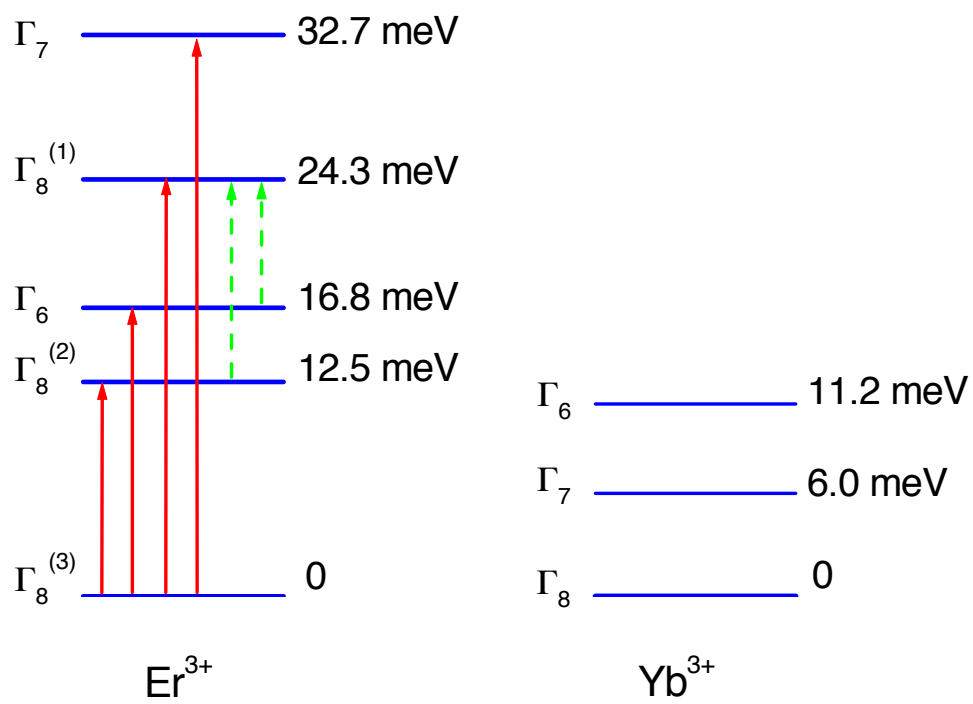 Γ7 32.7 meV
Γ8(1) 24.3 meV
Γ6 16.8 meV
Γ8(2) 12.5 meV
Γ8(3) 0
Er3+
Γ6 11.2 meV
Γ7 6.0 meV
Γ8 0
Yb3+